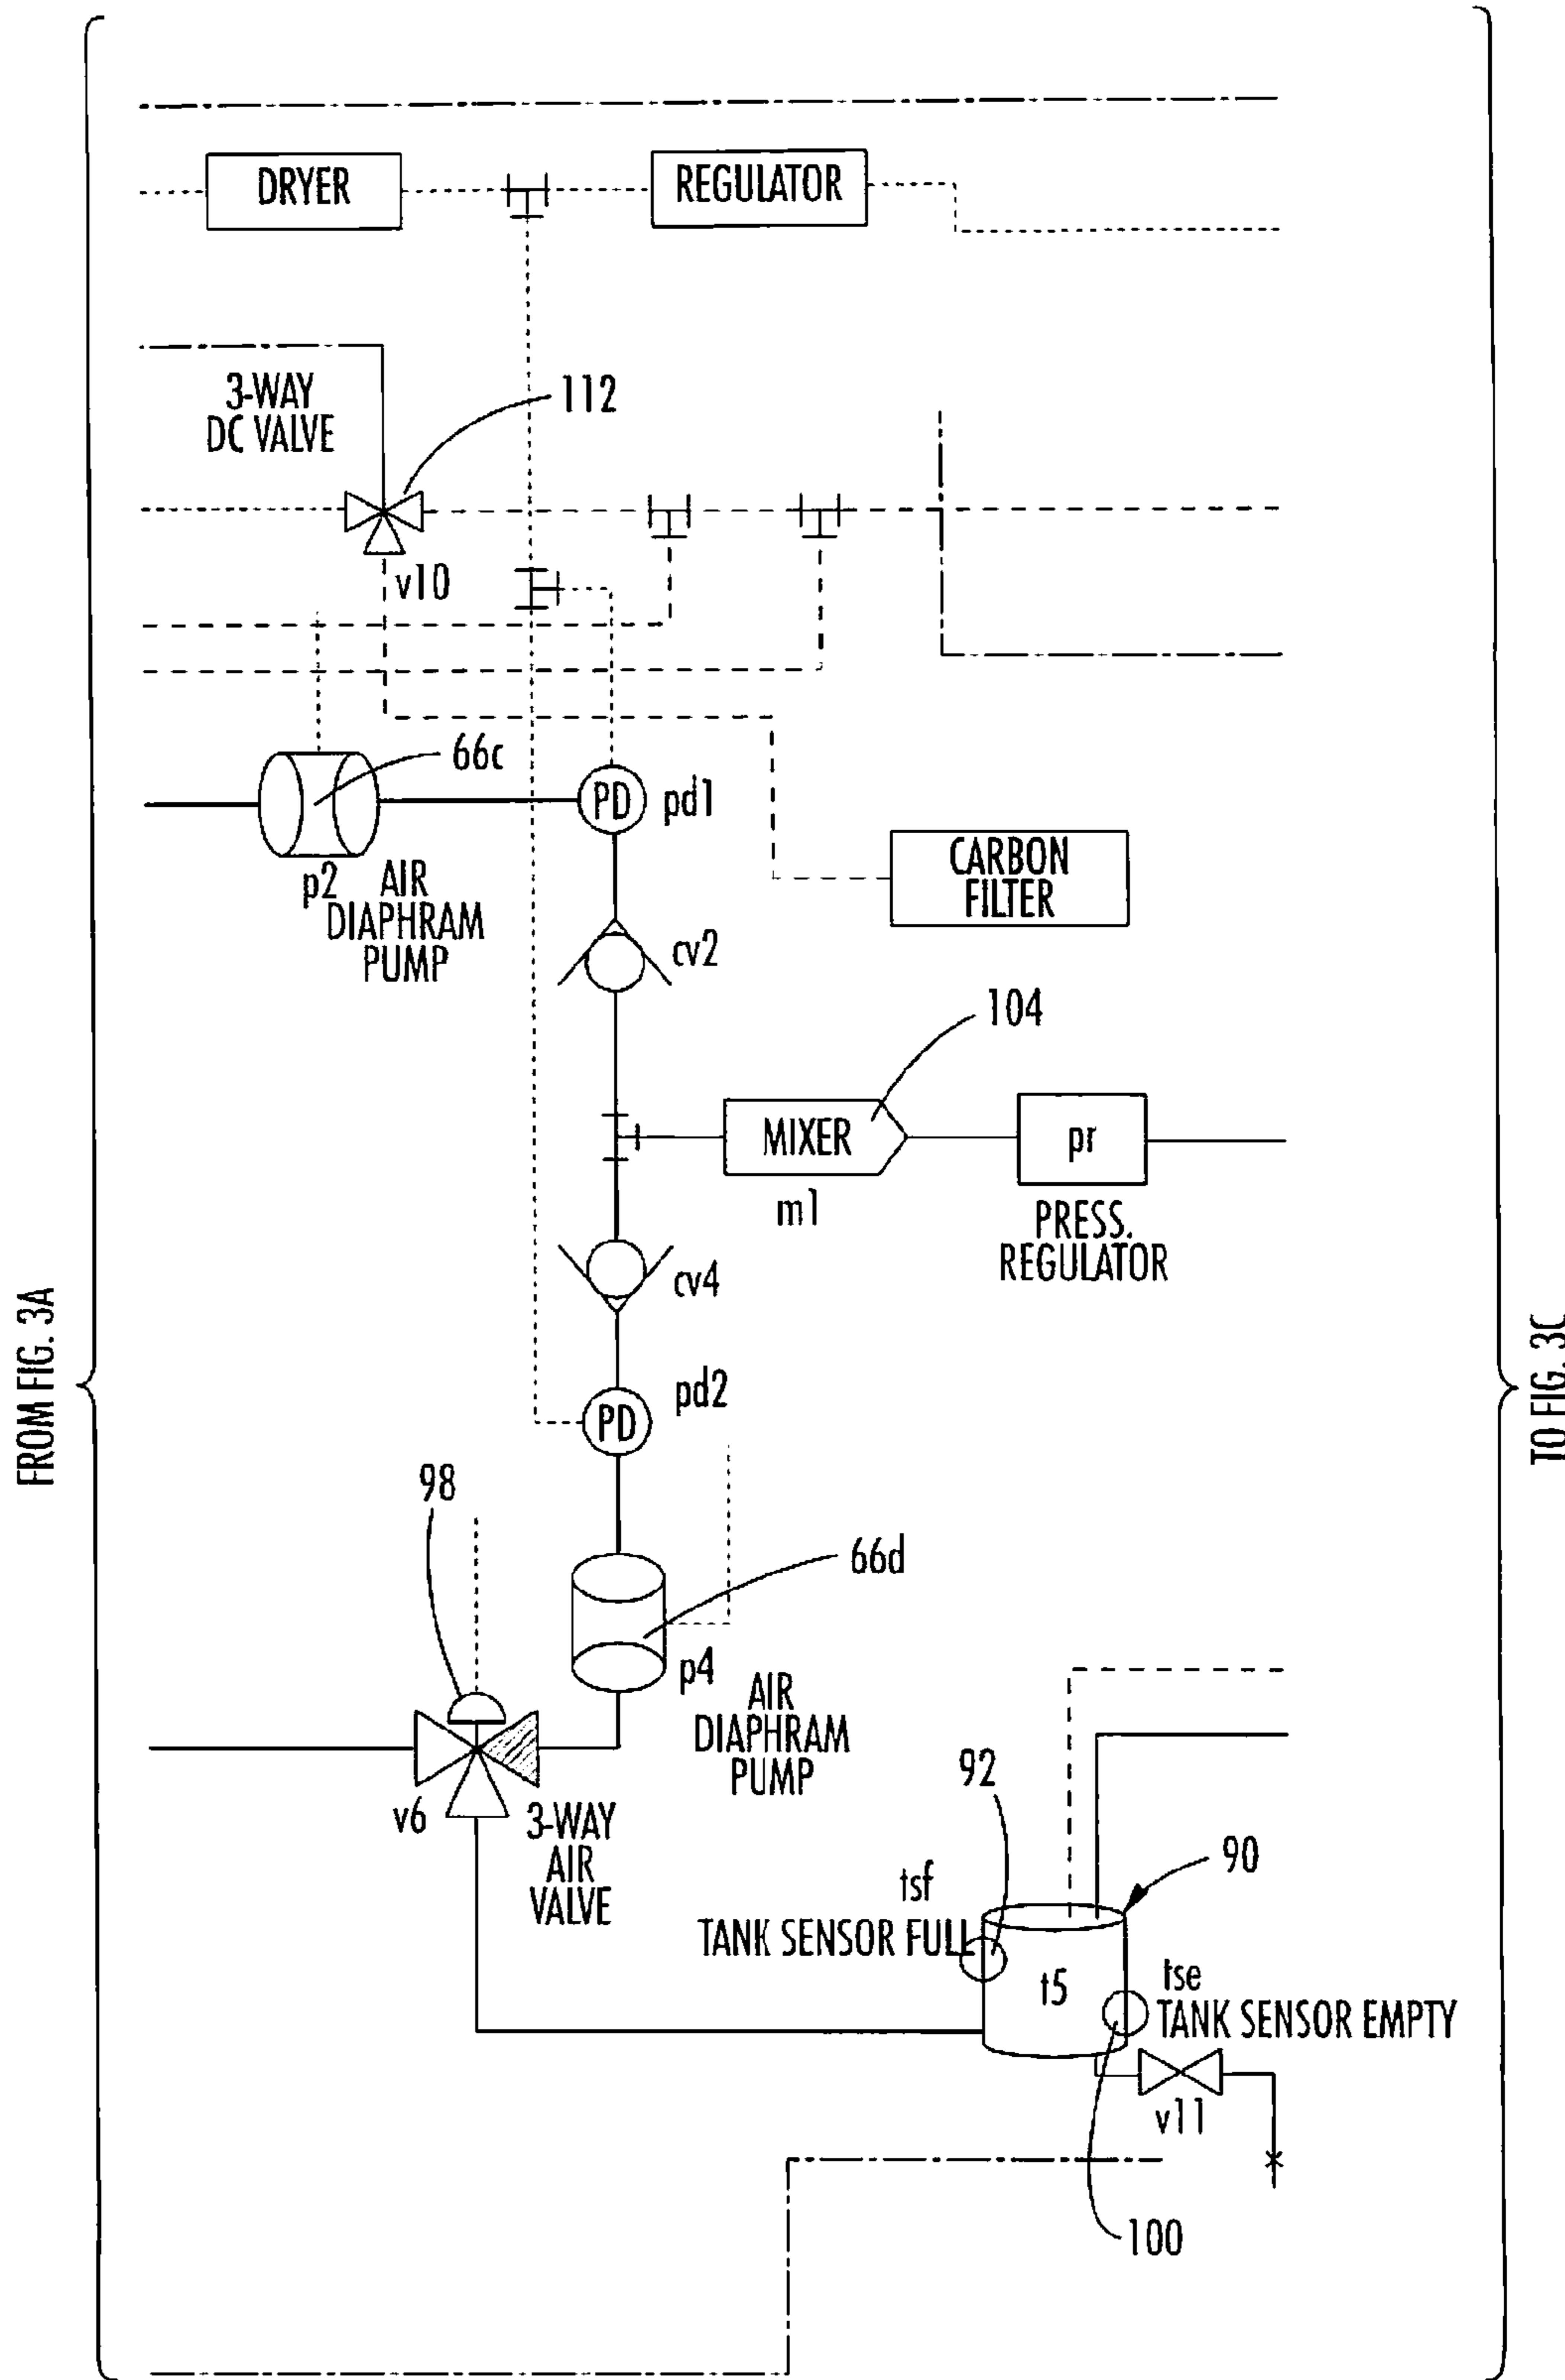 DRYER
REGULATOR
3-WAY
DC VALVE
112
v10
66c
PD
pd1
p2
AIR
DIAPHRAM
PUMP
CARBON
FILTER
cv2
104
MIXER
m1
pr
PRESS.
REGULATOR
cv4
FROM FIG. 3A
TO FIG. 3C
PD
pd2
98
66d
p4
AIR
DIAPHRAM
PUMP
v6
3-WAY
AIR
VALVE
92
90
tsf
TANK SENSOR FULL
t5
tse
TANK SENSOR EMPTY
v11
100